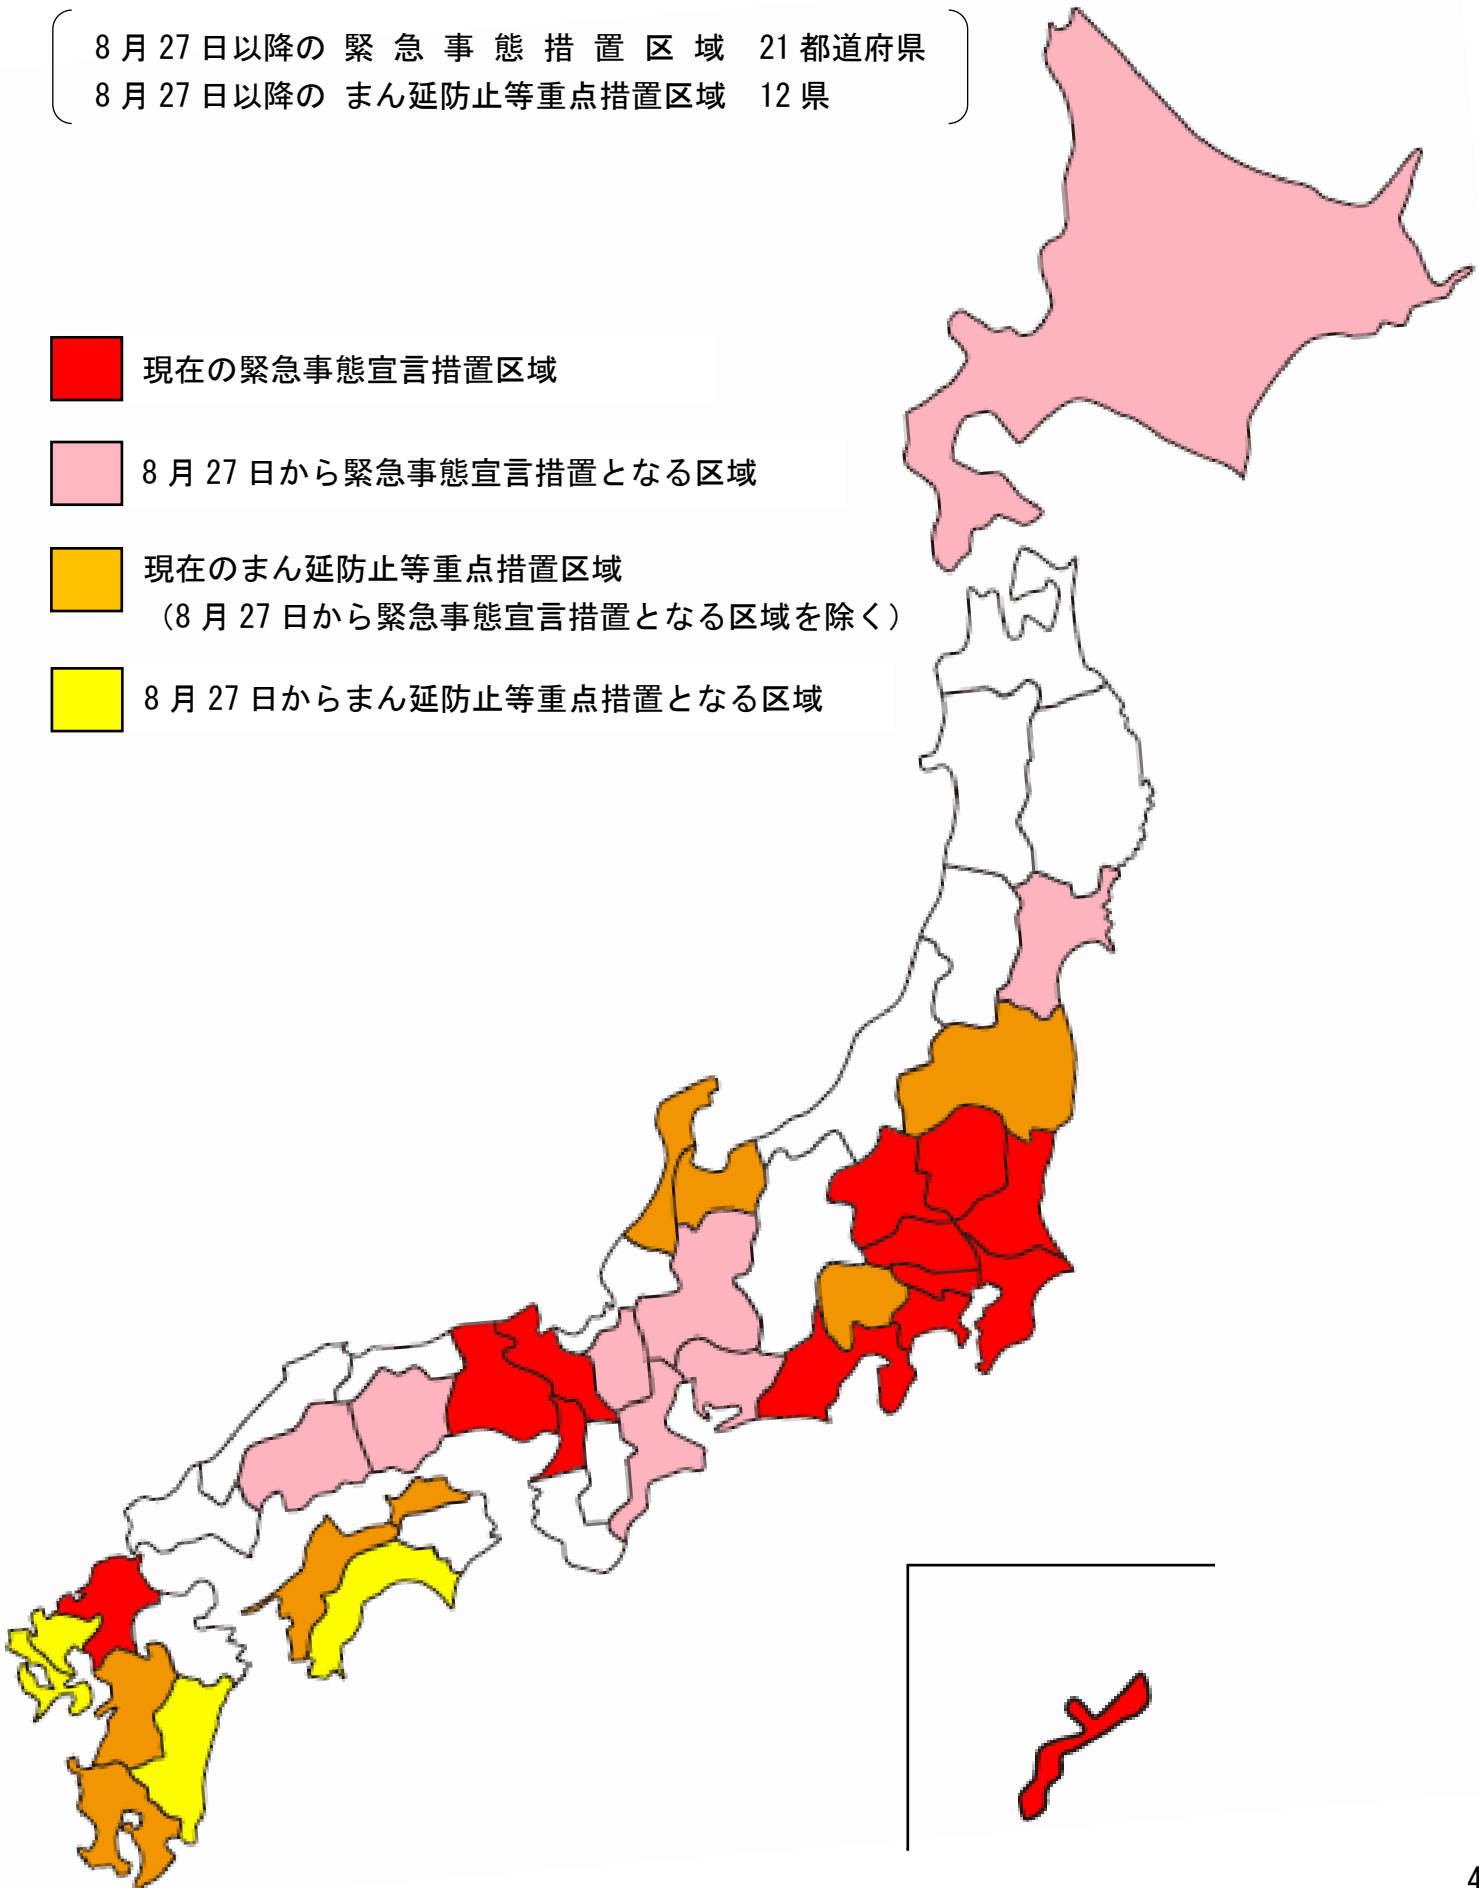 8月27日以降の 緊急事態措置区域 21都道府県
8月27日以降の まん延防止等重点措置区域 12県
現在の緊急事態宣言措置区域
8月27日から緊急事態宣言措置となる区域
現在のまん延防止等重点措置区域
(8月27日から緊急事態宣言措置となる区域を除く)
8月27日からまん延防止等重点措置となる区域
4